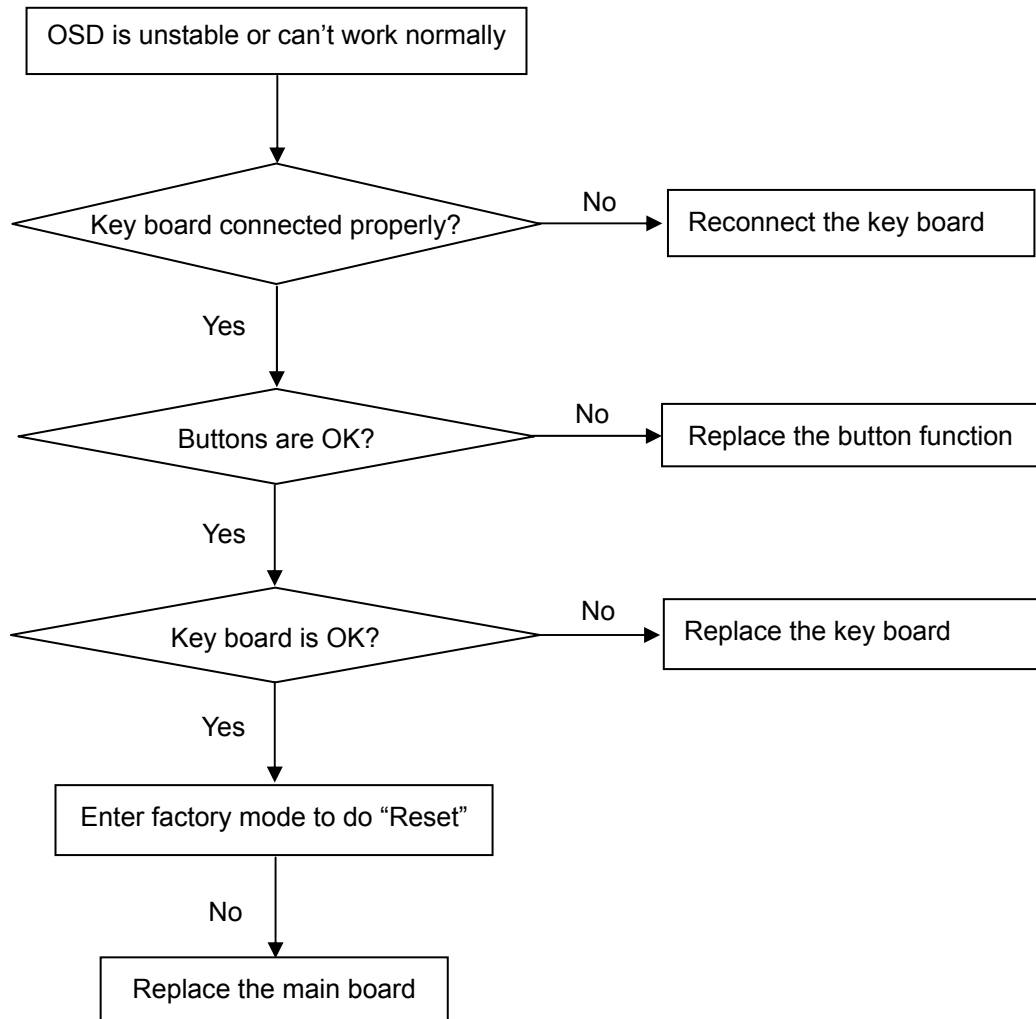 OSD is unstable or can’t work normally
Key board connected properly?
No
Reconnect the key board
Yes
Buttons are OK?
No
Replace the button function
Yes
Key board is OK?
No
Replace the key board
Yes
Enter factory mode to do “Reset”
No
Replace the main board